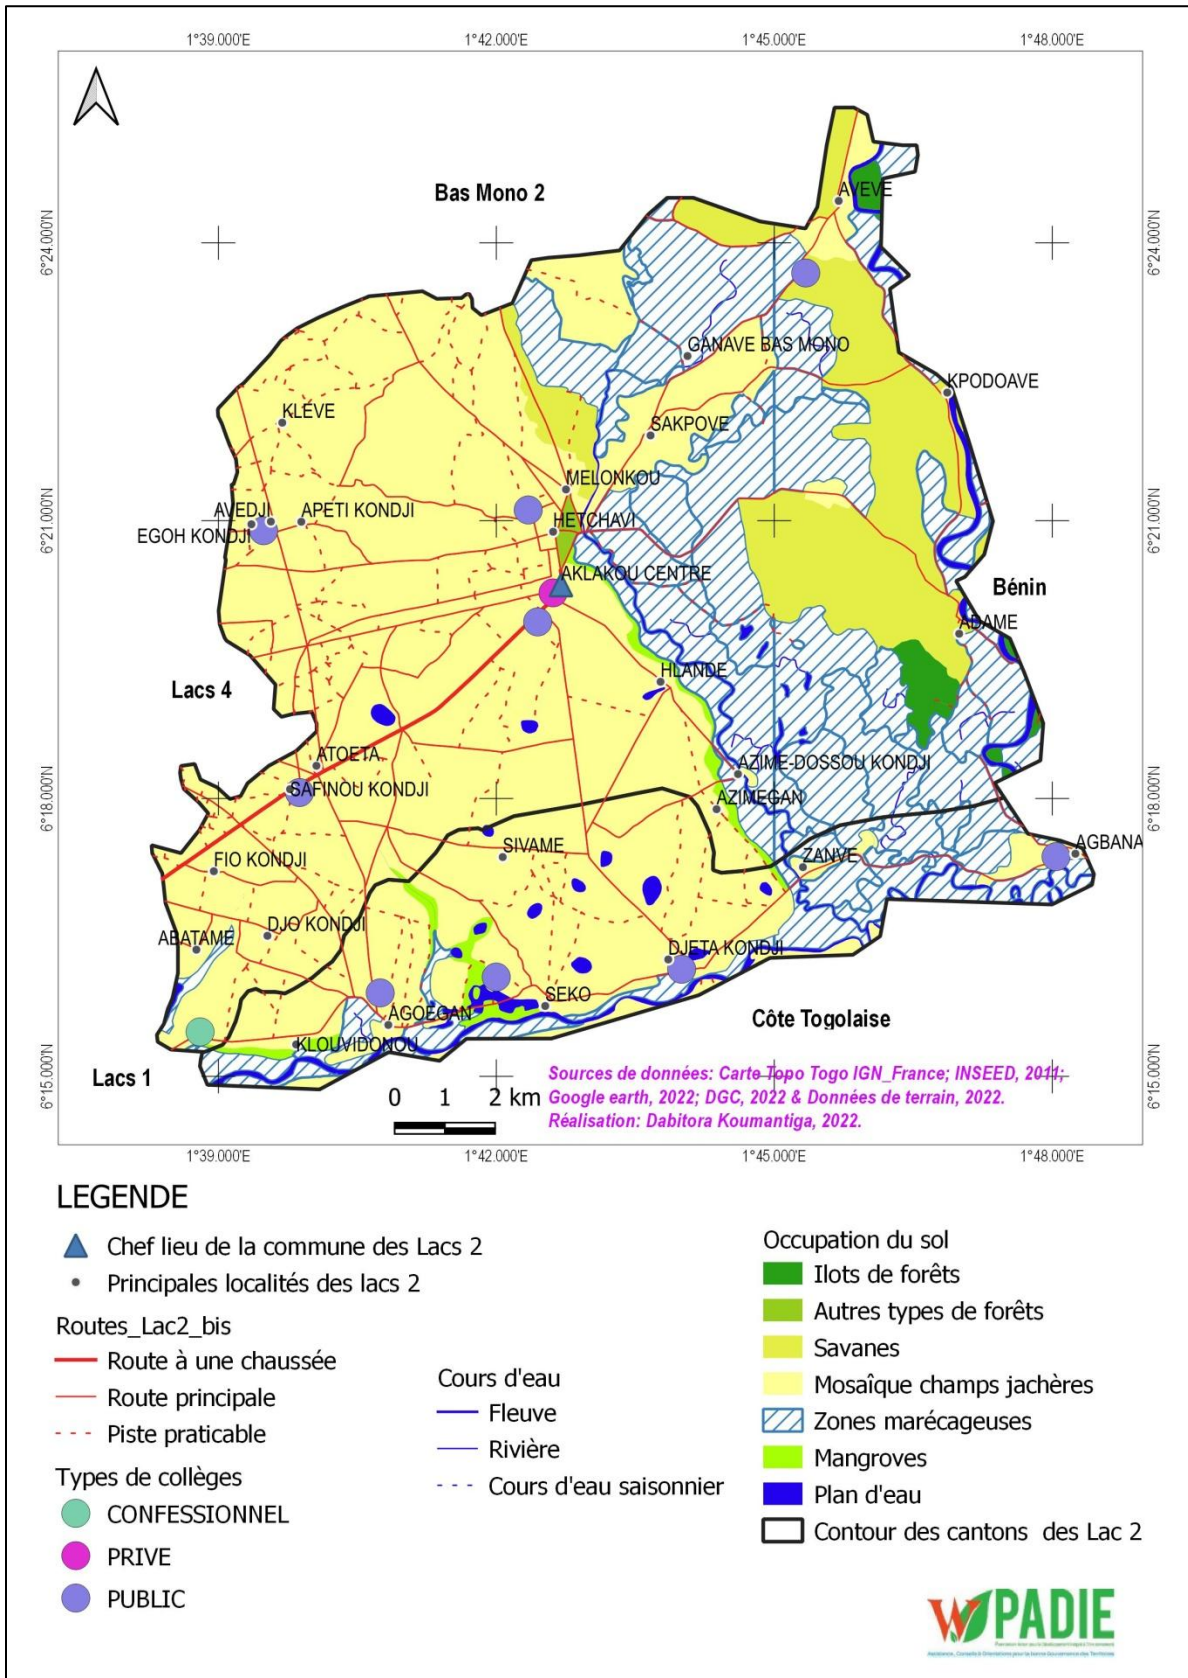 1°39.000'E 1°42.000'E 1°45.000'E 1°48.000'E
Bas Mono 2
AVEVE
6°24.000'N 6°24.000'N
GANAVE BAS MONO
KPODOAVE
KLEVE
SAKPOVE
MELONKOU
AVEDJI APETI KONDJI
6°21.000'N 6°21.000'N
EGOH KONDJI HETCHAVI
AKLAKOU CENTRE
Bénin
ADAME
HLANDE
Lacs 4
ATOETA
AZIME-DOSSOU KONDJI
SAFINOU KONDJI
AZIMEGAN
6°18.000'N 6°18.000'N
SIVAME
AGBANA
FIO KONDJI ZANVE
DJO KONDJI
ABATAME
DJETA KONDJI
SEKO
AGOEGAN
Côte Togolaise
KLOUVIDONOU
Lacs 1
6°15.000'N 6°15.000'N
0 1 2 km
Sources de données: Carte Topo Togo IGN_France; INSEED, 2011;
Google earth, 2022; DGC, 2022 & Données de terrain, 2022.
Réalisation: Dabitora Koumantiga, 2022.
1°39.000'E 1°42.000'E 1°45.000'E 1°48.000'E
LEGENDE
Chef lieu de la commune des Lacs 2
Principales localités des lacs 2
Routes_Lac2_bis
Route à une chaussée
Route principale
Piste praticable
Types de collèges
CONFESSIONNEL
PRIVE
PUBLIC
Cours d'eau
Fleuve
Rivière
Cours d'eau saisonnier
Occupation du sol
Ilots de forêts
Autres types de forêts
Savanes
Mosaîque champs jachères
Zones marécageuses
Mangroves
Plan d'eau
Contour des cantons des Lac 2
W PADIE